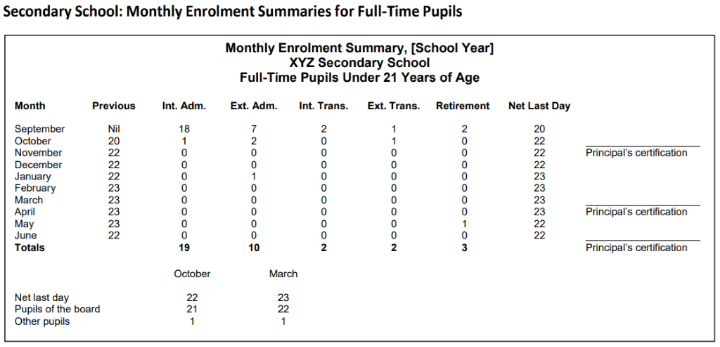 Secondary School: Monthly Enrolment Summaries for Full-Time Pupils
Monthly Enrolment Summary, [School Year]
XYZ Secondary School
Full-Time Pupils Under 21 Years of Age
Month Previous Int. Adm. Ext. Adm. Int. Trans. Ext. Trans. Retirement Net Last Day
September Nil 18 7 2 1 2 20
October 20 1 2 0 1 0 22
November 22 0 0 0 0 0 22 Principal's certification
December 22 0 0 0 0 0 22
January 22 0 1 0 0 0 23
February 23 0 0 0 0 0 23
March 23 0 0 0 0 0 23
April 23 0 0 0 0 0 23 Principal's certification
May 23 0 0 0 0 1 22
June 22 0 0 0 0 0 22
Totals 19 10 2 2 3 Principal's certification
October March
Net last day 22 23
Pupils of the board 21 22
Other pupils 1 1